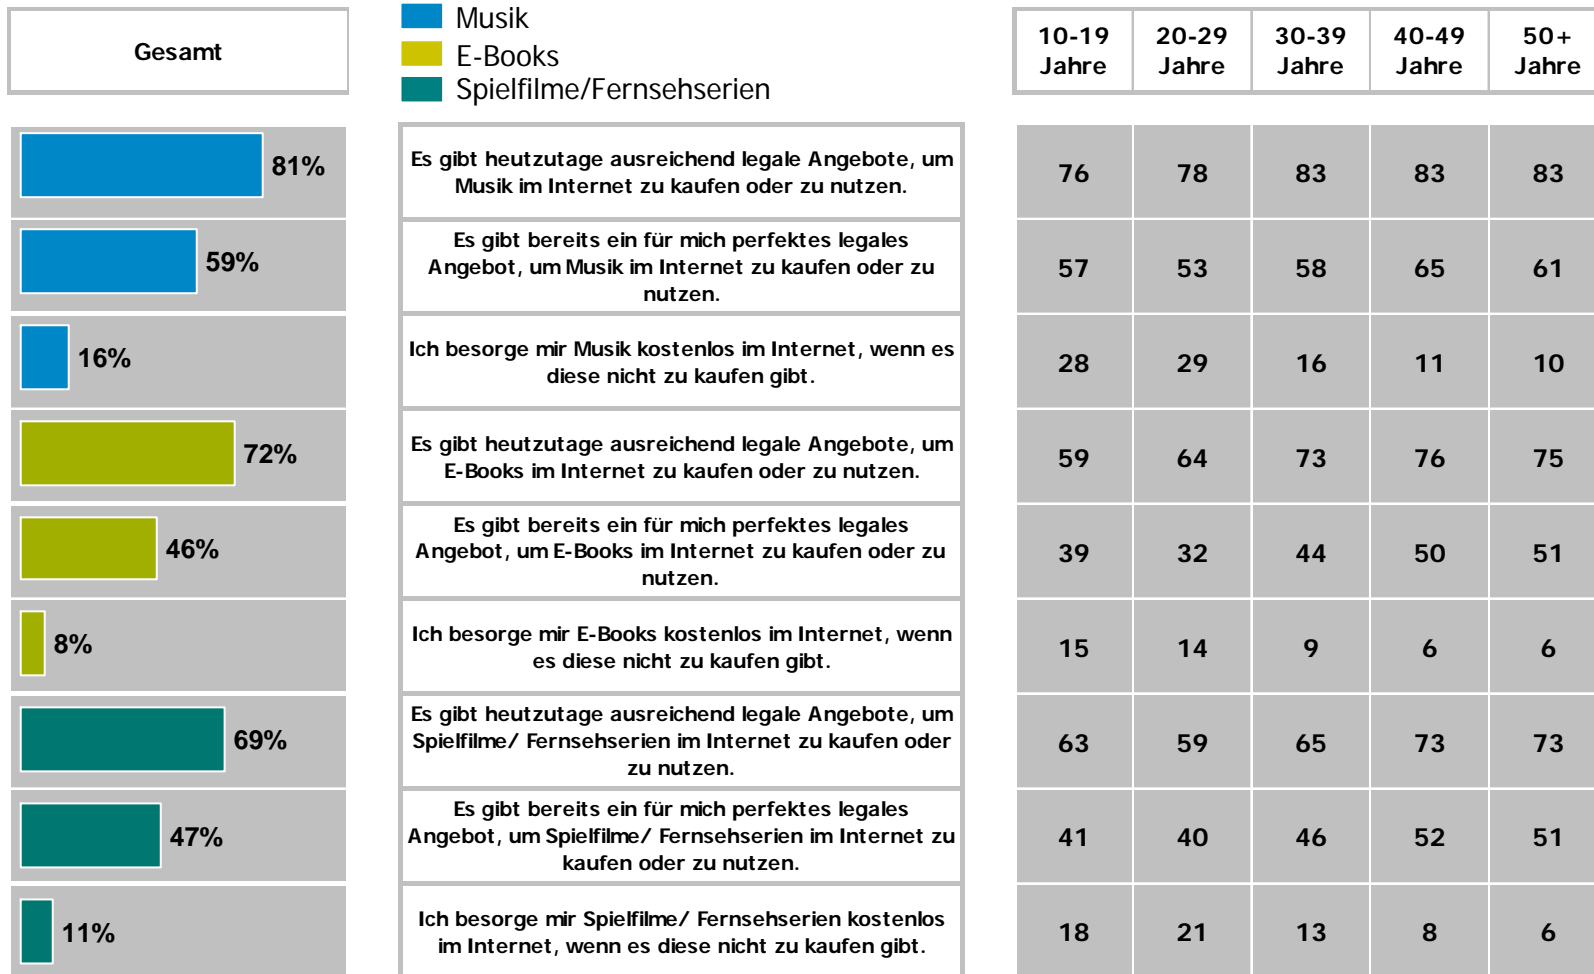 Gesamt
Musik
E-Books
Spielfilme/Fernsehserien
10-19 Jahre
20-29 Jahre
30-39 Jahre
40-49 Jahre
50+ Jahre
81%
Es gibt heutzutage ausreichend legale Angebote, um
Musik im Internet zu kaufen oder zu nutzen.
76 78 83 83 83
59%
Es gibt bereits ein für mich perfektes legales
Angebot, um Musik im Internet zu kaufen oder zu
nutzen.
57 53 58 65 61
16%
Ich besorge mir Musik kostenlos im Internet, wenn es
diese nicht zu kaufen gibt.
28 29 16 11 10
72%
Es gibt heutzutage ausreichend legale Angebote, um
E-Books im Internet zu kaufen oder zu nutzen.
59 64 73 76 75
46%
Es gibt bereits ein für mich perfektes legales
Angebot, um E-Books im Internet zu kaufen oder zu
nutzen.
39 32 44 50 51
8%
Ich besorge mir E-Books kostenlos im Internet, wenn
es diese nicht zu kaufen gibt.
15 14 9 6 6
69%
Es gibt heutzutage ausreichend legale Angebote, um
Spielfilme/ Fernsehserien im Internet zu kaufen oder
zu nutzen.
63 59 65 73 73
47%
Es gibt bereits ein für mich perfektes legales
Angebot, um Spielfilme/ Fernsehserien im Internet zu
kaufen oder zu nutzen.
41 40 46 52 51
11%
Ich besorge mir Spielfilme/ Fernsehserien kostenlos
im Internet, wenn es diese nicht zu kaufen gibt.
18 21 13 8 6